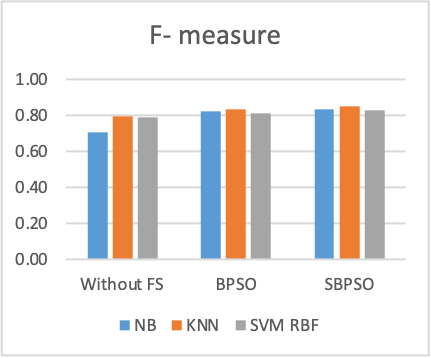 F- measure
1.00
0.80
0.60
0.40
0.20
0.00
Without FS BPSO SBPSO
NB KNN SVM RBF